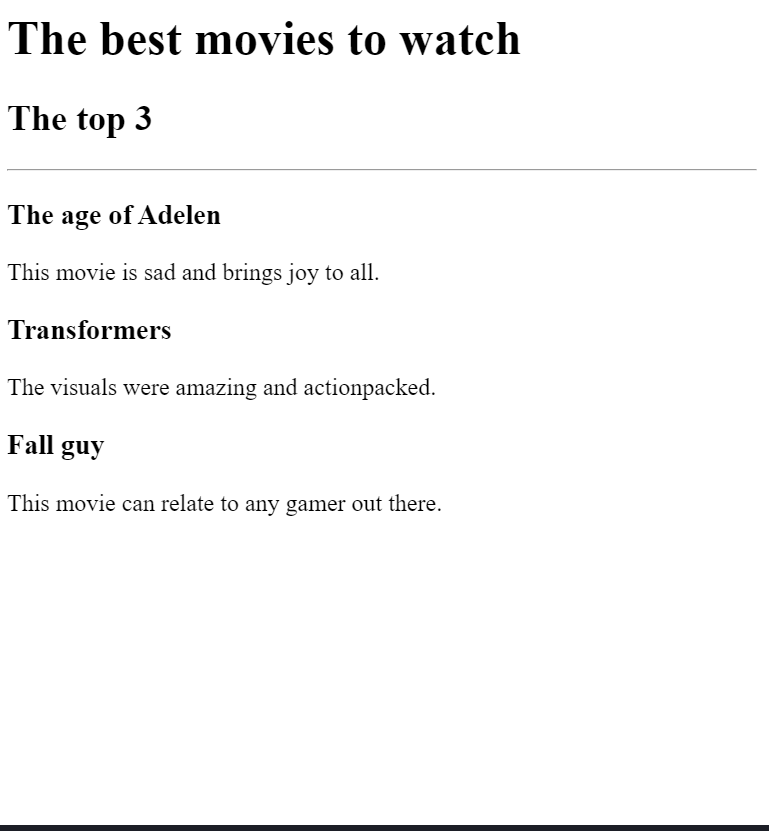 The best movies to watch
The top 3
The age of Adelen
This movie is sad and brings joy to all.
Transformers
The visuals were amazing and actionpacked.
Fall guy
This movie can relate to any gamer out there.